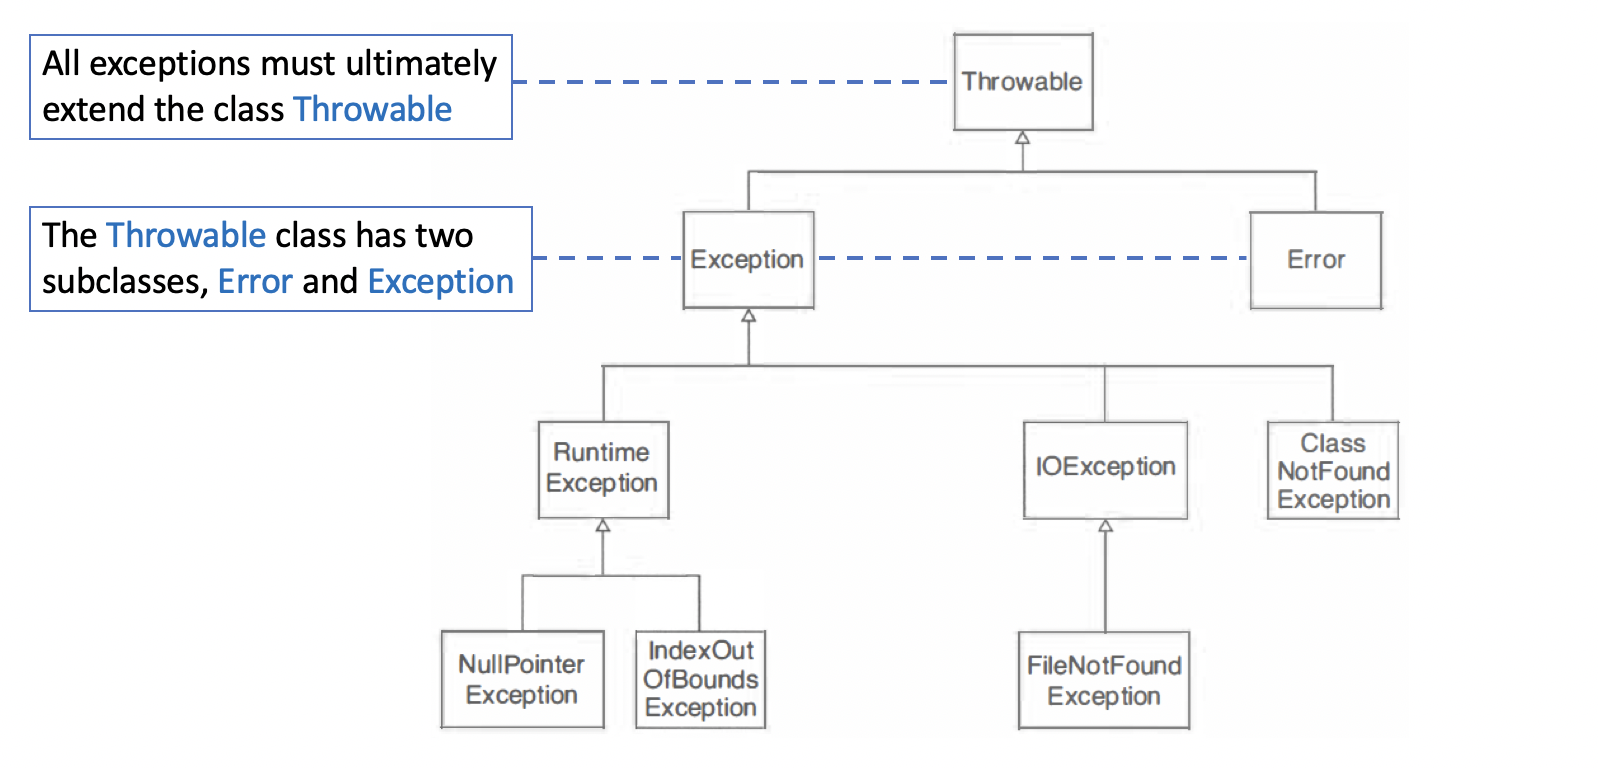 All exceptions must ultimately
extend the class Throwable
Throwable
The Throwable class has two
subclasses, Error and Exception
Exception
Error
Runtime
Exception
IOException
Class
NotFound
Exception
NullPointer
Exception
IndexOut
OfBounds
Exception
FileNotFound
Exception